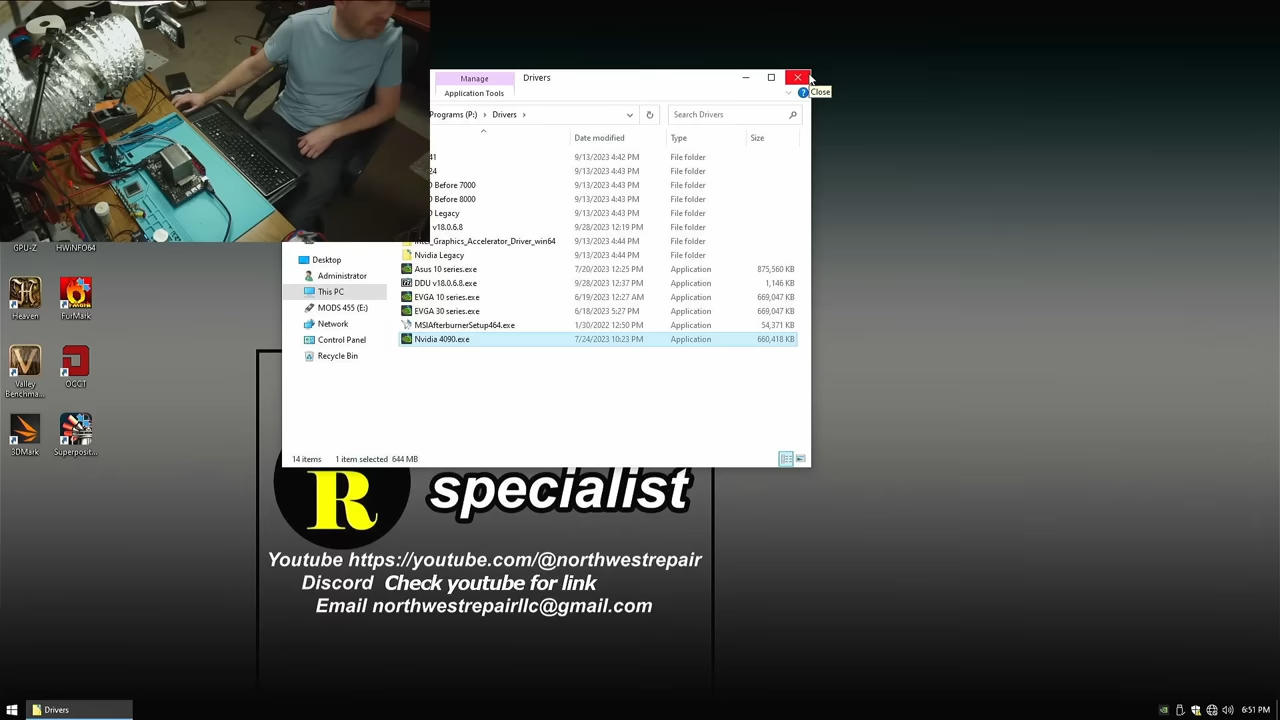 Manage
Drivers
Application Tools
Close
Programs (P:)
Drivers
Search Drivers
Date modified
Type
Size
41
9/13/2023 4:42 PM
File folder
24
9/13/2023 4:43 PM
File folder
D Before 7000
9/13/2023 4:43 PM
File folder
D Before 8000
9/13/2023 4:43 PM
File folder
D Legacy
9/13/2023 4:43 PM
File folder
v18.0.6.8
9/28/2023 12:19 PM
File folder
Intel_Graphics_Accelerator_Driver_win64
9/13/2023 4:44 PM
File folder
Nvidia Legacy
9/13/2023 4:44 PM
File folder
Asus 10 series.exe
7/20/2023 12:25 PM
Application
875,560 KB
DDU v18.0.6.8.exe
9/28/2023 12:37 PM
Application
1,146 KB
EVGA 10 series.exe
6/19/2023 12:27 AM
Application
669,047 KB
EVGA 30 series.exe
6/18/2023 5:27 PM
Application
669,047 KB
MSIAfterburnerSetup464.exe
1/30/2022 12:50 PM
Application
54,371 KB
Nvidia 4090.exe
7/24/2023 10:23 PM
Application
660,418 KB
Desktop
Administrator
This PC
MODS 455 (E:)
Network
Control Panel
Recycle Bin
14 items
1 item selected 644 MB
GPU-Z
HWiNFO64
Heaven
FurMark
Valley
Benchma...
OCCT
3DMark
Superposit...
R
specialist
Youtube https://youtube.com/@northwestrepair
Discord Check youtube for link
Email northwestrepairllc@gmail.com
Drivers
6:51 PM